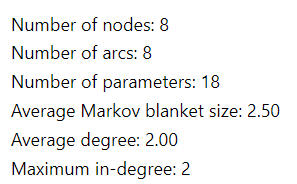 Number of nodes: 8
Number of arcs: 8
Number of parameters: 18
Average Markov blanket size: 2.50
Average degree: 2.00
Maximum in-degree: 2